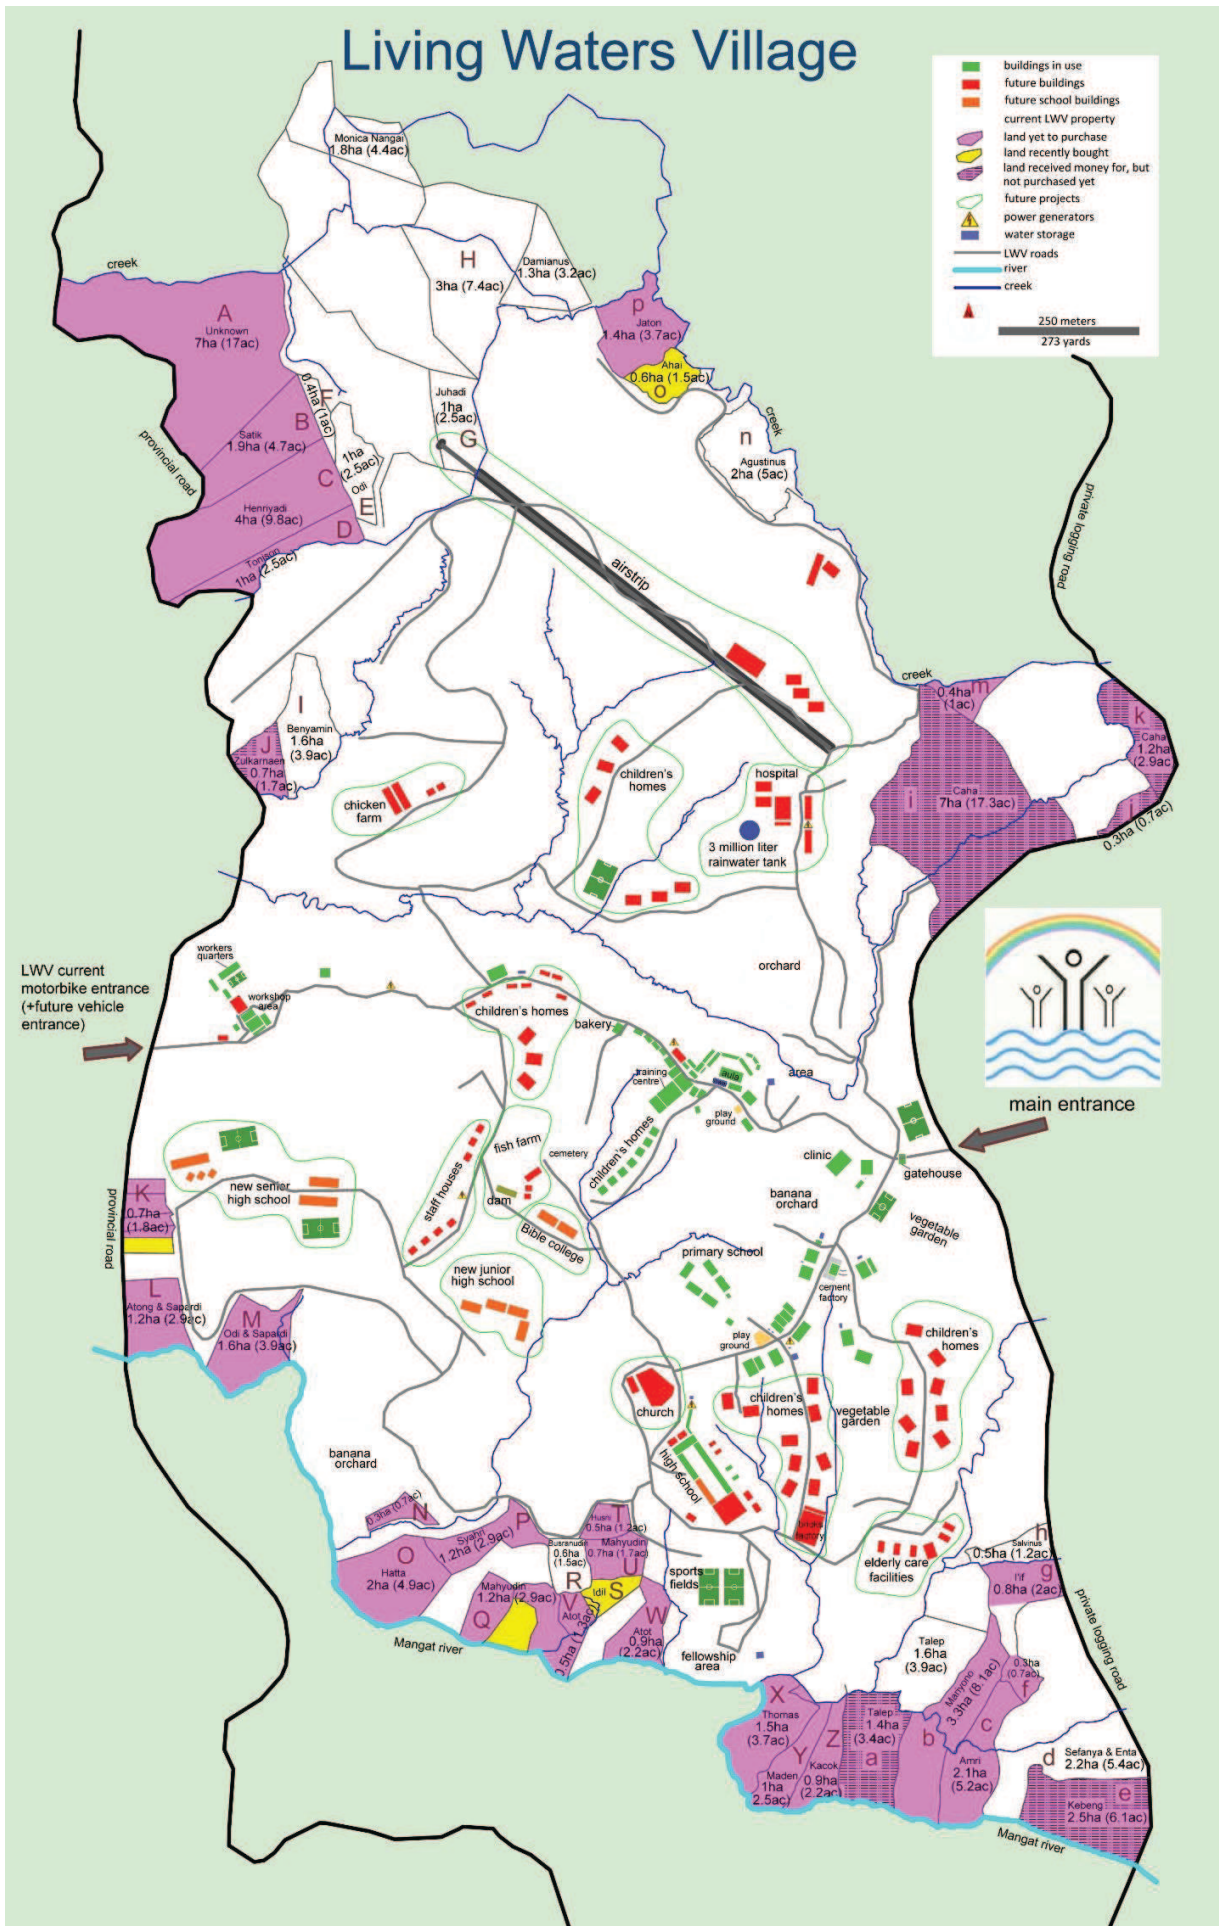 Living Waters Village
buildings in use
future buildings
future school buildings
current LWV property
land yet to purchase
land recently bought
land received money for, but
not purchased yet
future projects
power generators
water storage
LWV roads
river
creek
250 meters
273 yards
Monica Nangai
1.8ha (4.4ac)
H
3ha (7.4ac)
Damianus
1.3ha (3.2ac)
creek
A
Unknown
7ha (17ac)
p
Jaton
1.4ha (3.7ac)
Ahai
0.6ha (1.5ac)
o
F
0.4ha (1ac)
Juhadi
1ha
(2.5ac)
G
B
Satik
1.9ha (4.7ac)
creek
n
Agustinus
2ha (5ac)
provincial road
1ha
(2.5ac)
Odi
E
C
Henryadi
4ha (9.8ac)
D
Tonison
1ha (2.5ac)
private logging road
airstrip
creek
m
0.4ha
(1ac)
k
Caha
1.2ha
(2.9ac
I
Benyamin
1.6ha
(3.9ac)
J
Zulkarnaen
0.7ha
(1.7ac)
children's
homes
hospital
3 million liter
rainwater tank
chicken
farm
i
Caha
7ha (17.3ac)
j
0.3ha (0.7ac)
workers
quarters
workshop
area
LWV current
motorbike entrance
(+future vehicle
entrance)
orchard
children's homes
bakery
training
centre
aula
area
play
ground
main entrance
children's homes
clinic
gatehouse
fish farm
cemetery
staff houses
dam
Bible college
new senior
high school
banana
orchard
vegetable
garden
K
0.7ha
(1.8ac)
provincial road
primary school
new junior
high school
cement
factory
L
Atong & Sapardi
1.2ha (2.9ac)
M
Odi & Sapardi
1.6ha (3.9ac)
play
ground
children's
homes
church
children's
homes
vegetable
garden
banana
orchard
high school
bricks
factory
elderly care
facilities
N
0.3ha (0.7ac)
P
Syahri
1.2ha (2.9ac)
T
Husni
0.5ha (1.2ac)
O
Hatta
2ha (4.9ac)
Busranudin
0.6ha
(1.5ac)
R
Mahyudin
0.7ha (1.7ac)
U
h
Salvinus
0.5ha (1.2ac)
g
I'if
0.8ha (2ac)
sports
fields
Mahyudin
1.2ha (2.9ac)
Q
V
Atot
0.5ha (1.3ac)
Idil
S
W
Atot
0.9ha
(2.2ac)
Mangat river
fellowship
area
private logging road
Talep
1.6ha
(3.9ac)
Manyono
3.3ha (8.1ac)
0.3ha
(0.7ac)
f
X
Thomas
1.5ha
(3.7ac)
Y
Maden
1ha
2.5ac)
Z
Kacok
0.9ha
(2.2ac)
Talep
1.4ha
(3.4ac)
a
b
c
Amri
2.1ha
(5.2ac)
d
Sefanya & Enta
2.2ha (5.4ac)
e
Kebeng
2.5ha (6.1ac)
Mangat river